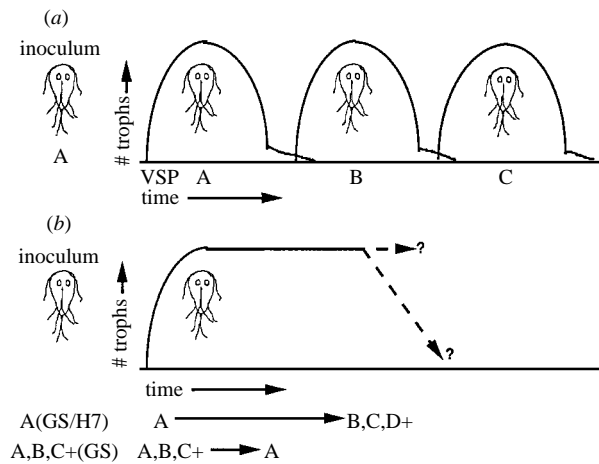 (a)
inoculum
A
# trophs
VSP A B C
time
(b)
inoculum
# trophs
?
?
time
A(GS/H7) A B,C,D+
A,B,C+(GS) A,B,C+ A